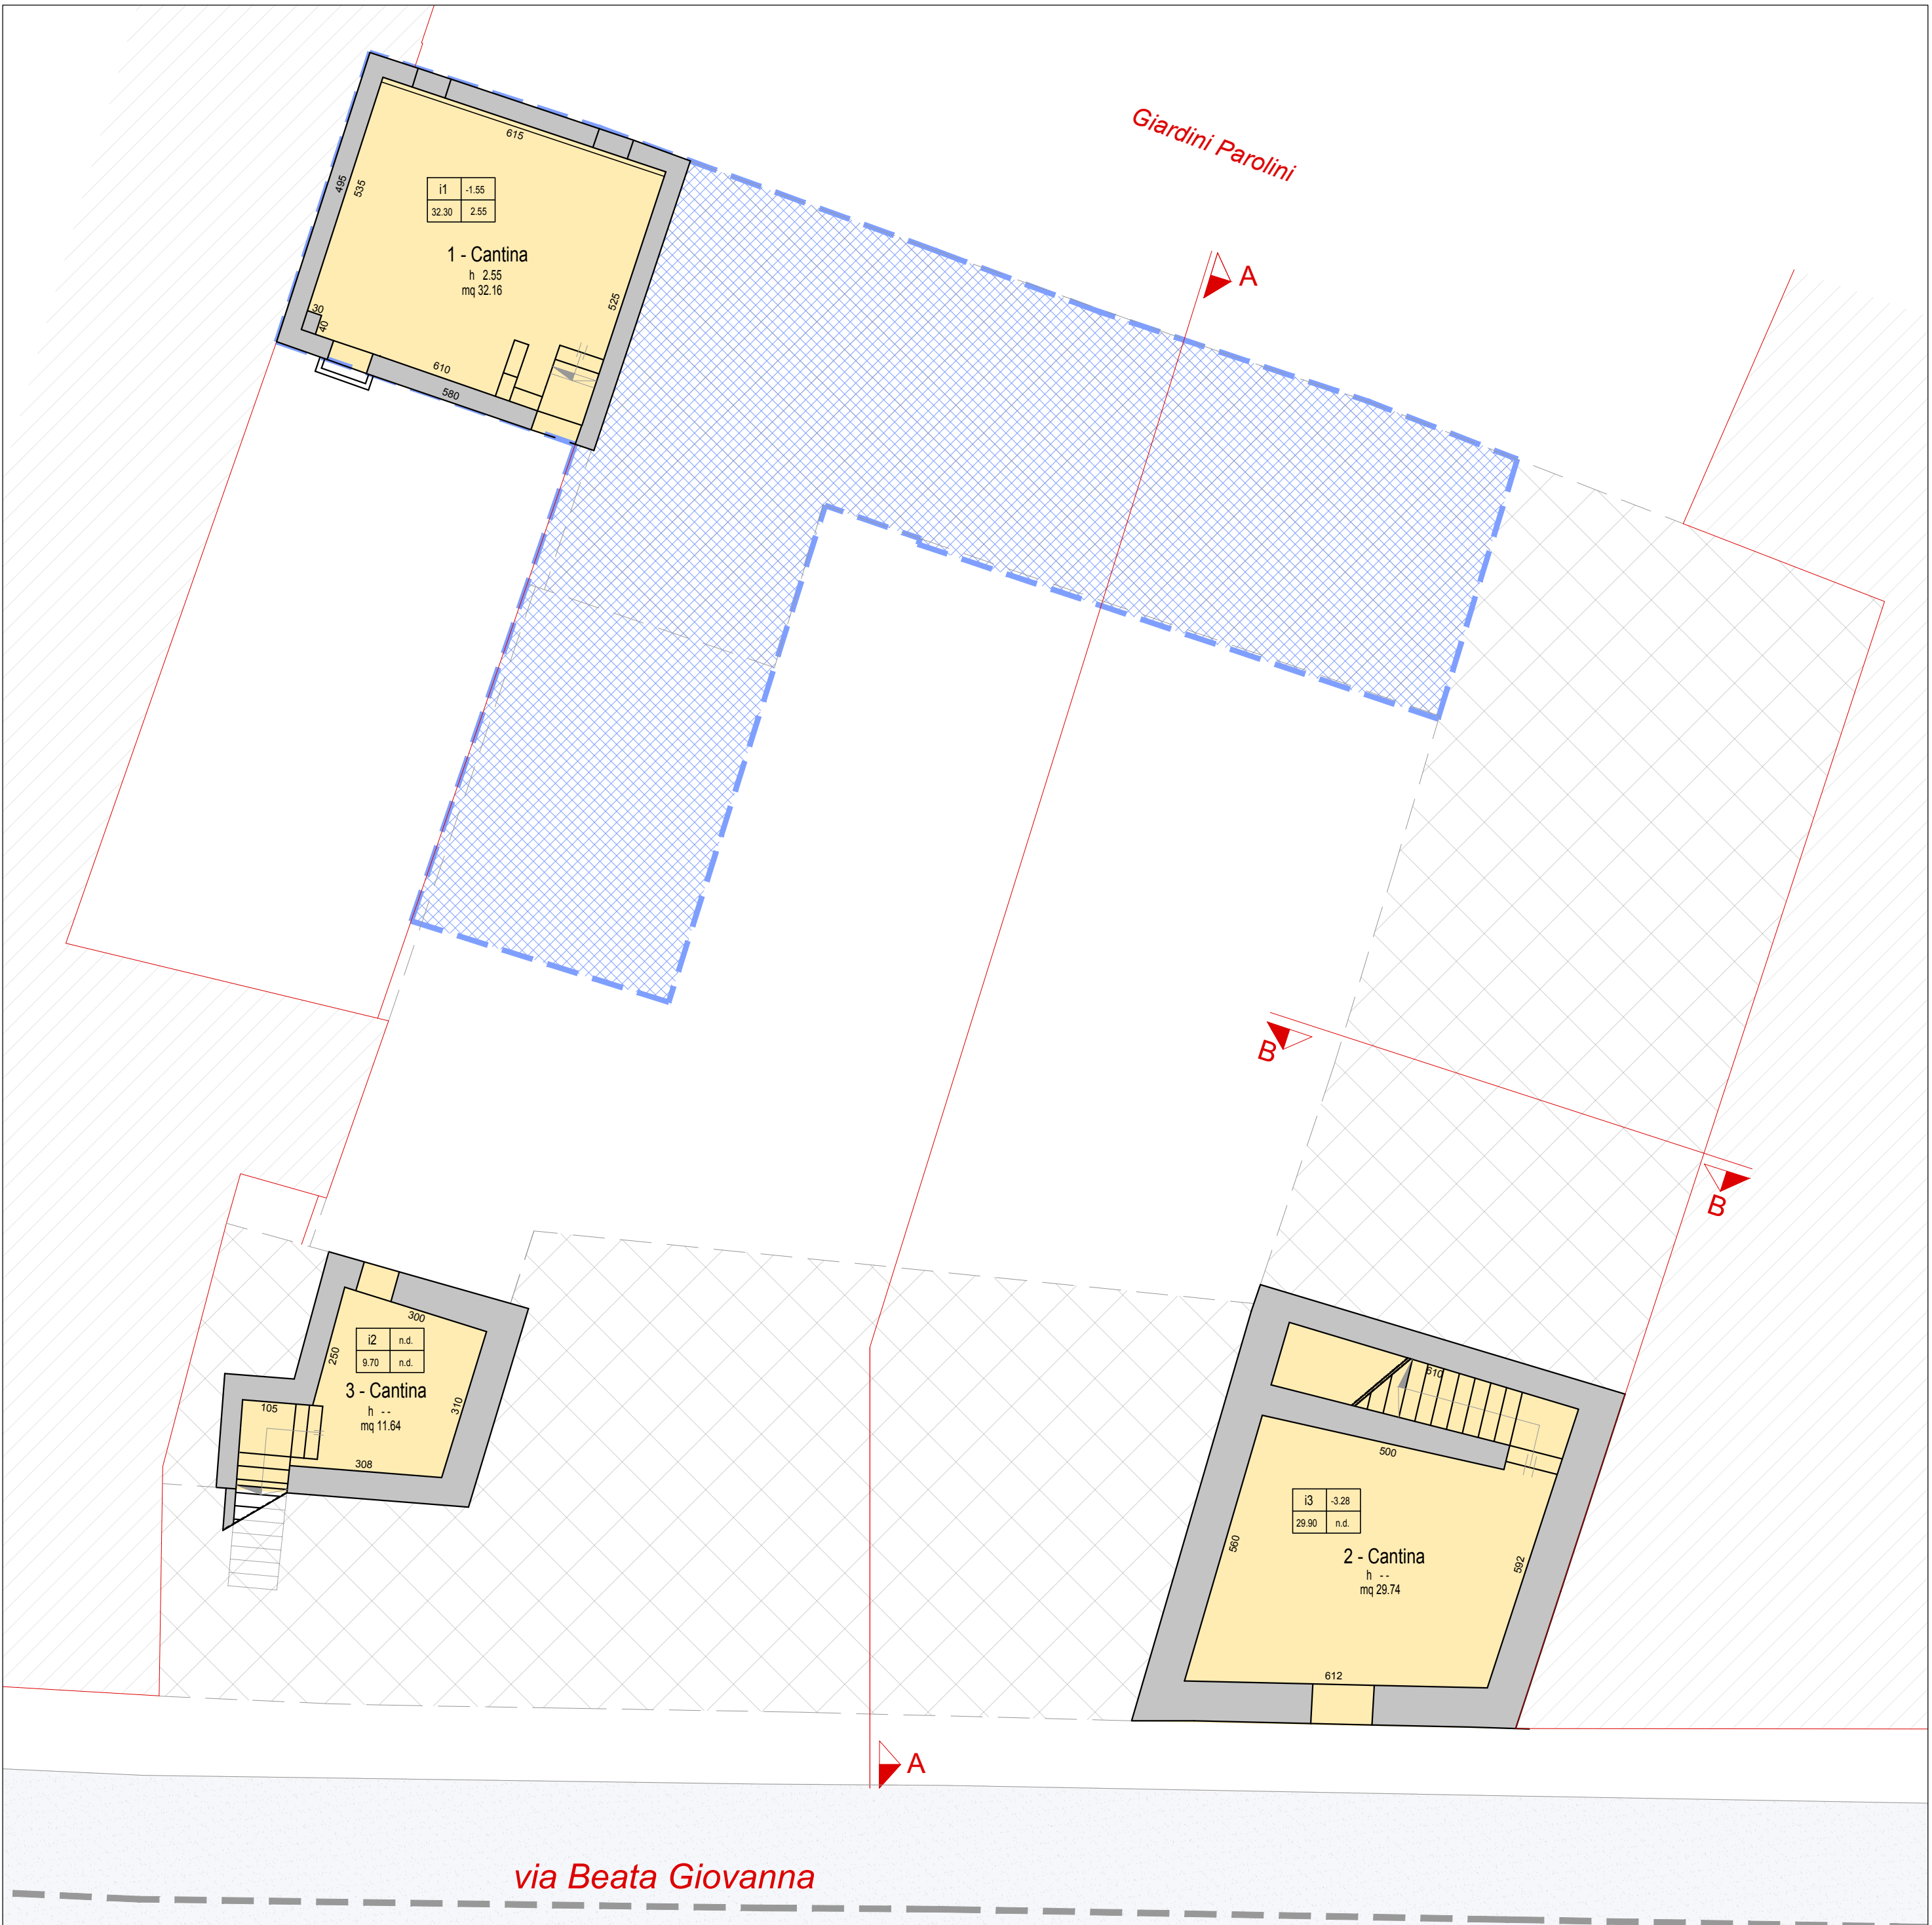 Giardini Parolini
615
495
535
i1 -1.55
32.30 2.55
1 - Cantina
h 2.55
mq 32.16
525
30
40
610
580
A
B
B
300
250
i2 n.d.
9.70 n.d.
3 - Cantina
h --
mq 11.64
310
105
308
610
500
i3 -3.28
29.90 n.d.
2 - Cantina
h --
mq 29.74
560
592
612
A
via Beata Giovanna